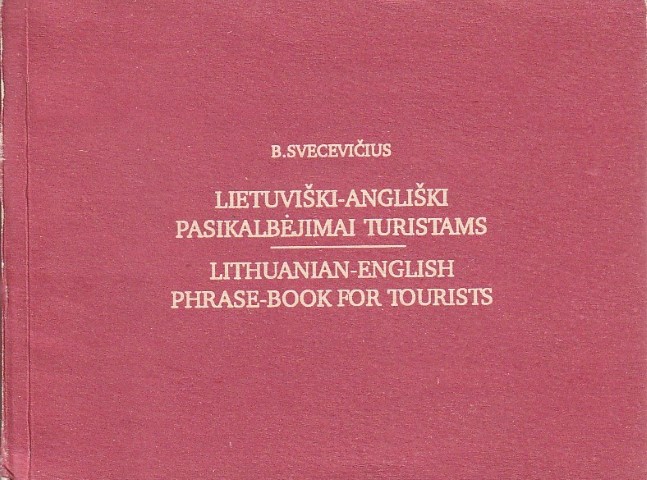 B.SVECEVIČIUS
LIETUVIŠKI-ANGLIŠKI
PASIKALBĖJIMAI TURISTAMS
LITHUANIAN-ENGLISH
PHRASE-BOOK FOR TOURISTS